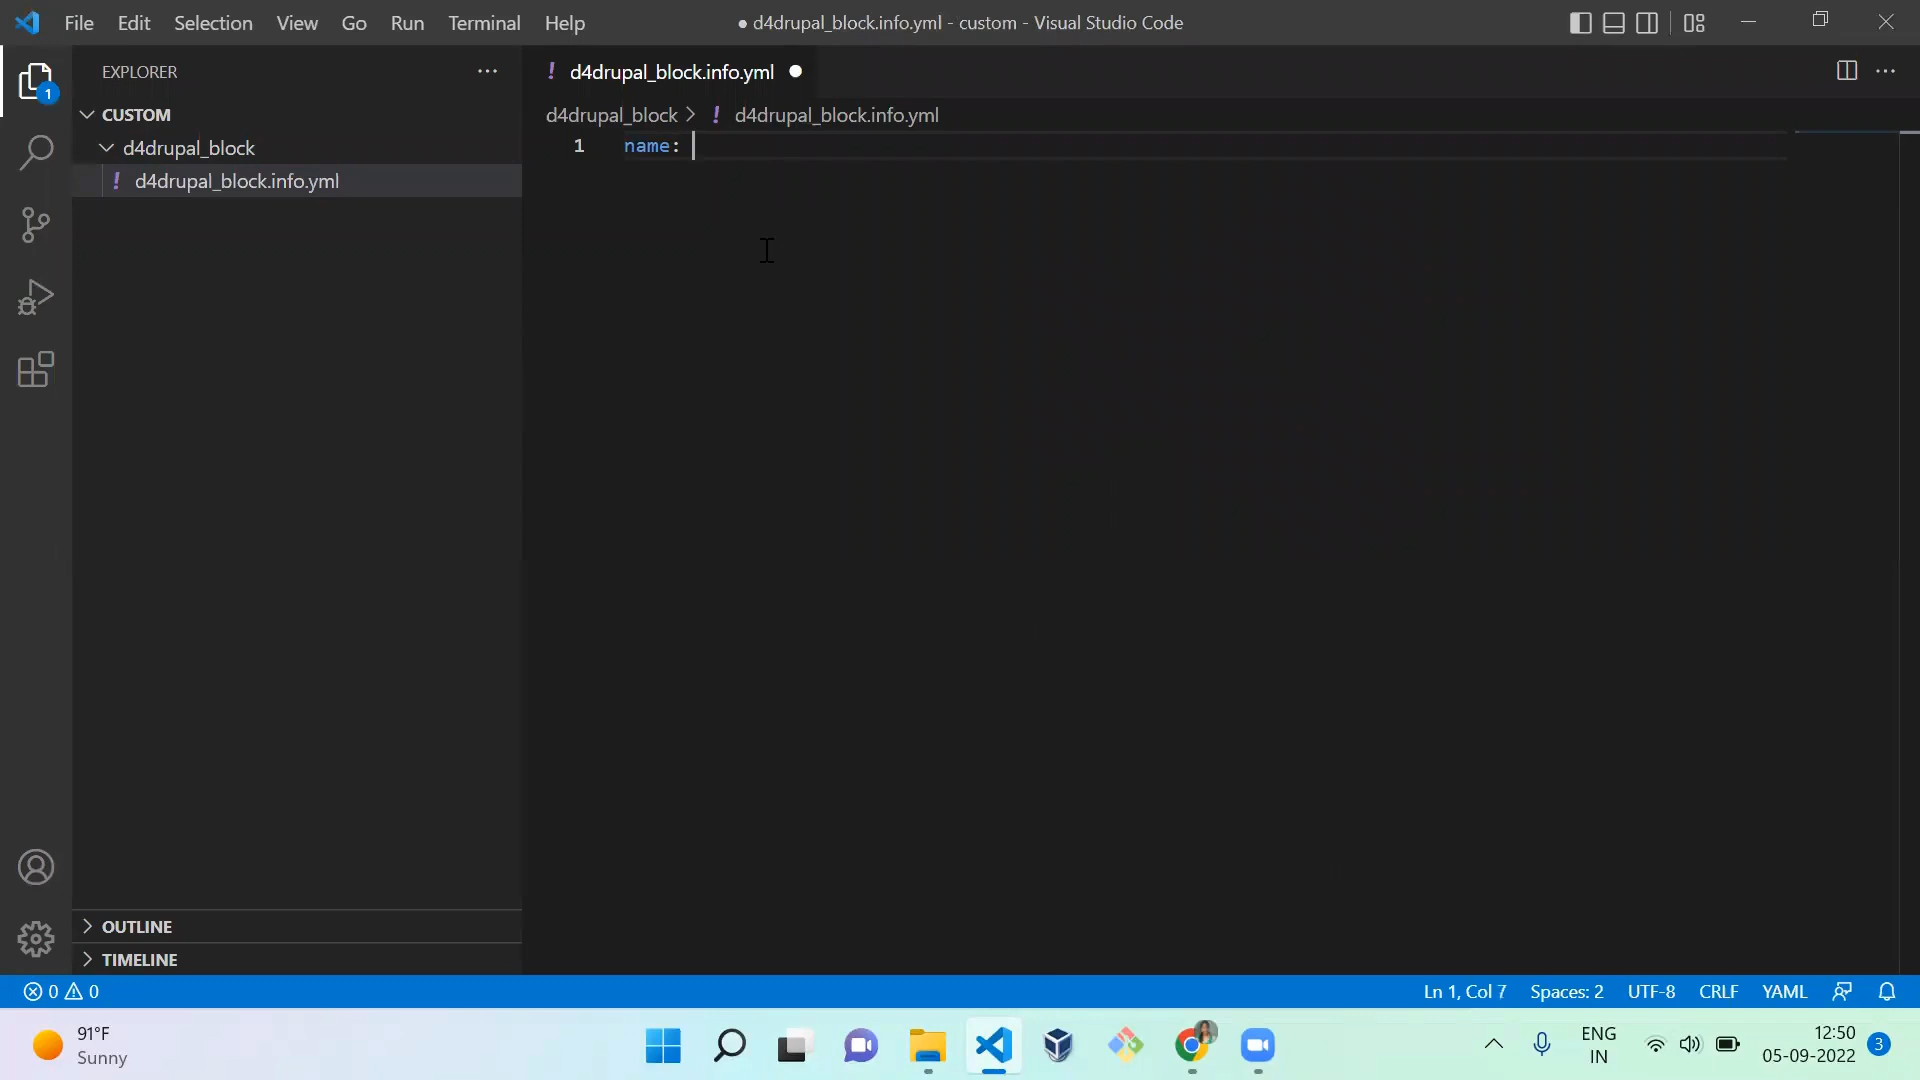 File Edit Selection View Go Run Terminal Help
● d4drupal_block.info.yml - custom - Visual Studio Code
EXPLORER
1
CUSTOM
d4drupal_block
! d4drupal_block.info.yml
! d4drupal_block.info.yml
d4drupal_block > ! d4drupal_block.info.yml
1 name:
OUTLINE
TIMELINE
0 0
Ln 1, Col 7 Spaces: 2 UTF-8 CRLF YAML
91°F
Sunny
ENG
IN
12:50
05-09-2022
3